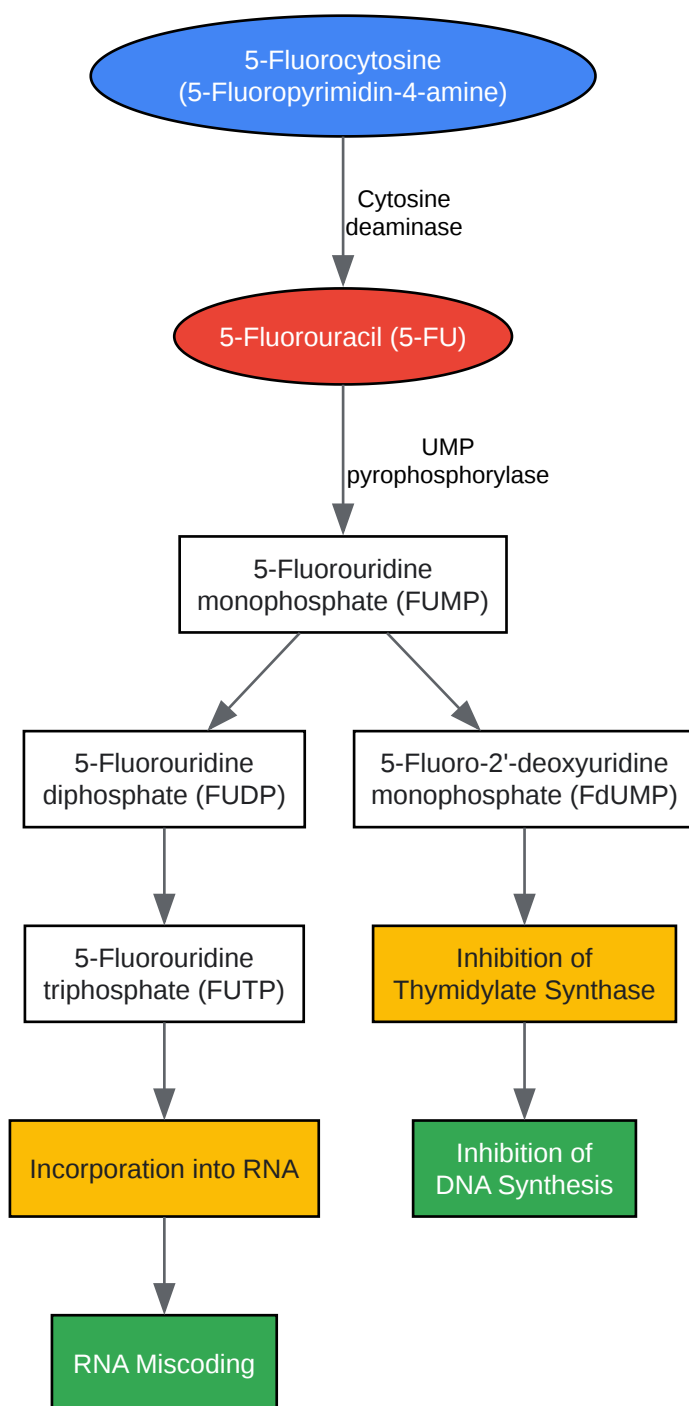 5-Fluorocytosine
(5-Fluoropyrimidin-4-amine)
Cytosine
deaminase
5-Fluorouracil (5-FU)
UMP
pyrophosphorylase
5-Fluorouridine
monophosphate (FUMP)
5-Fluorouridine
diphosphate (FUDP)
5-Fluoro-2'-deoxyuridine
monophosphate (FdUMP)
5-Fluorouridine
triphosphate (FUTP)
Inhibition of
Thymidylate Synthase
Incorporation into RNA
Inhibition of
DNA Synthesis
RNA Miscoding